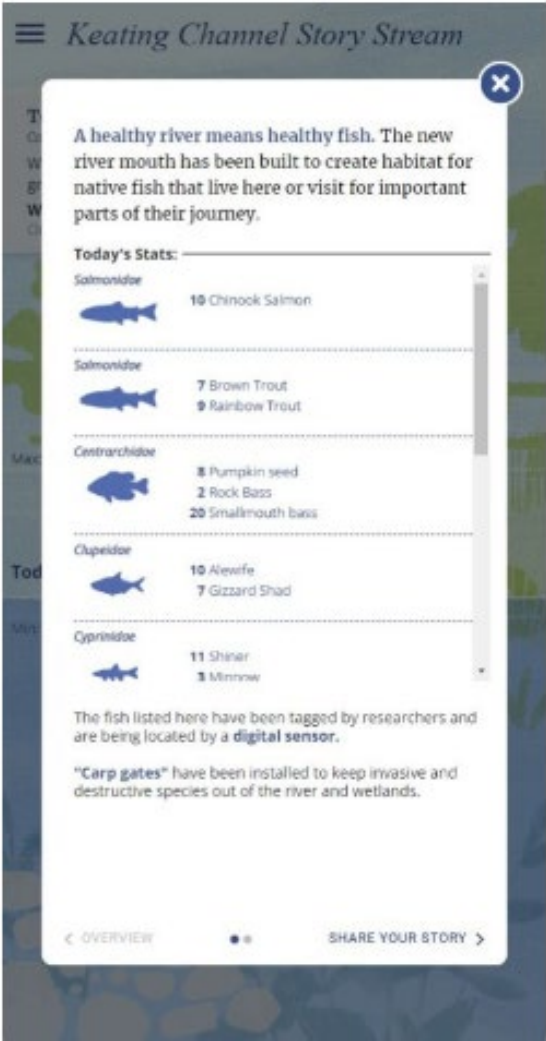 Keating Channel Story Stream
A healthy river means healthy fish. The new
river mouth has been built to create habitat for
native fish that live here or visit for important
parts of their journey.
Today's Stats:
Salmonidae
10 Chinook Salmon
Salmonidae
7 Brown Trout
9 Rainbow Trout
Centrarchidae
8 Pumpkin seed
2 Rock Bass
20 Smallmouth bass
Clupeidae
10 Alewife
7 Gizzard Shad
Cyprinidae
11 Shiner
3 Minnow
The fish listed here have been tagged by researchers and
are being located by a digital sensor.
"Carp gates" have been installed to keep invasive and
destructive species out of the river and wetlands.
< OVERVIEW
SHARE YOUR STORY >
Tod